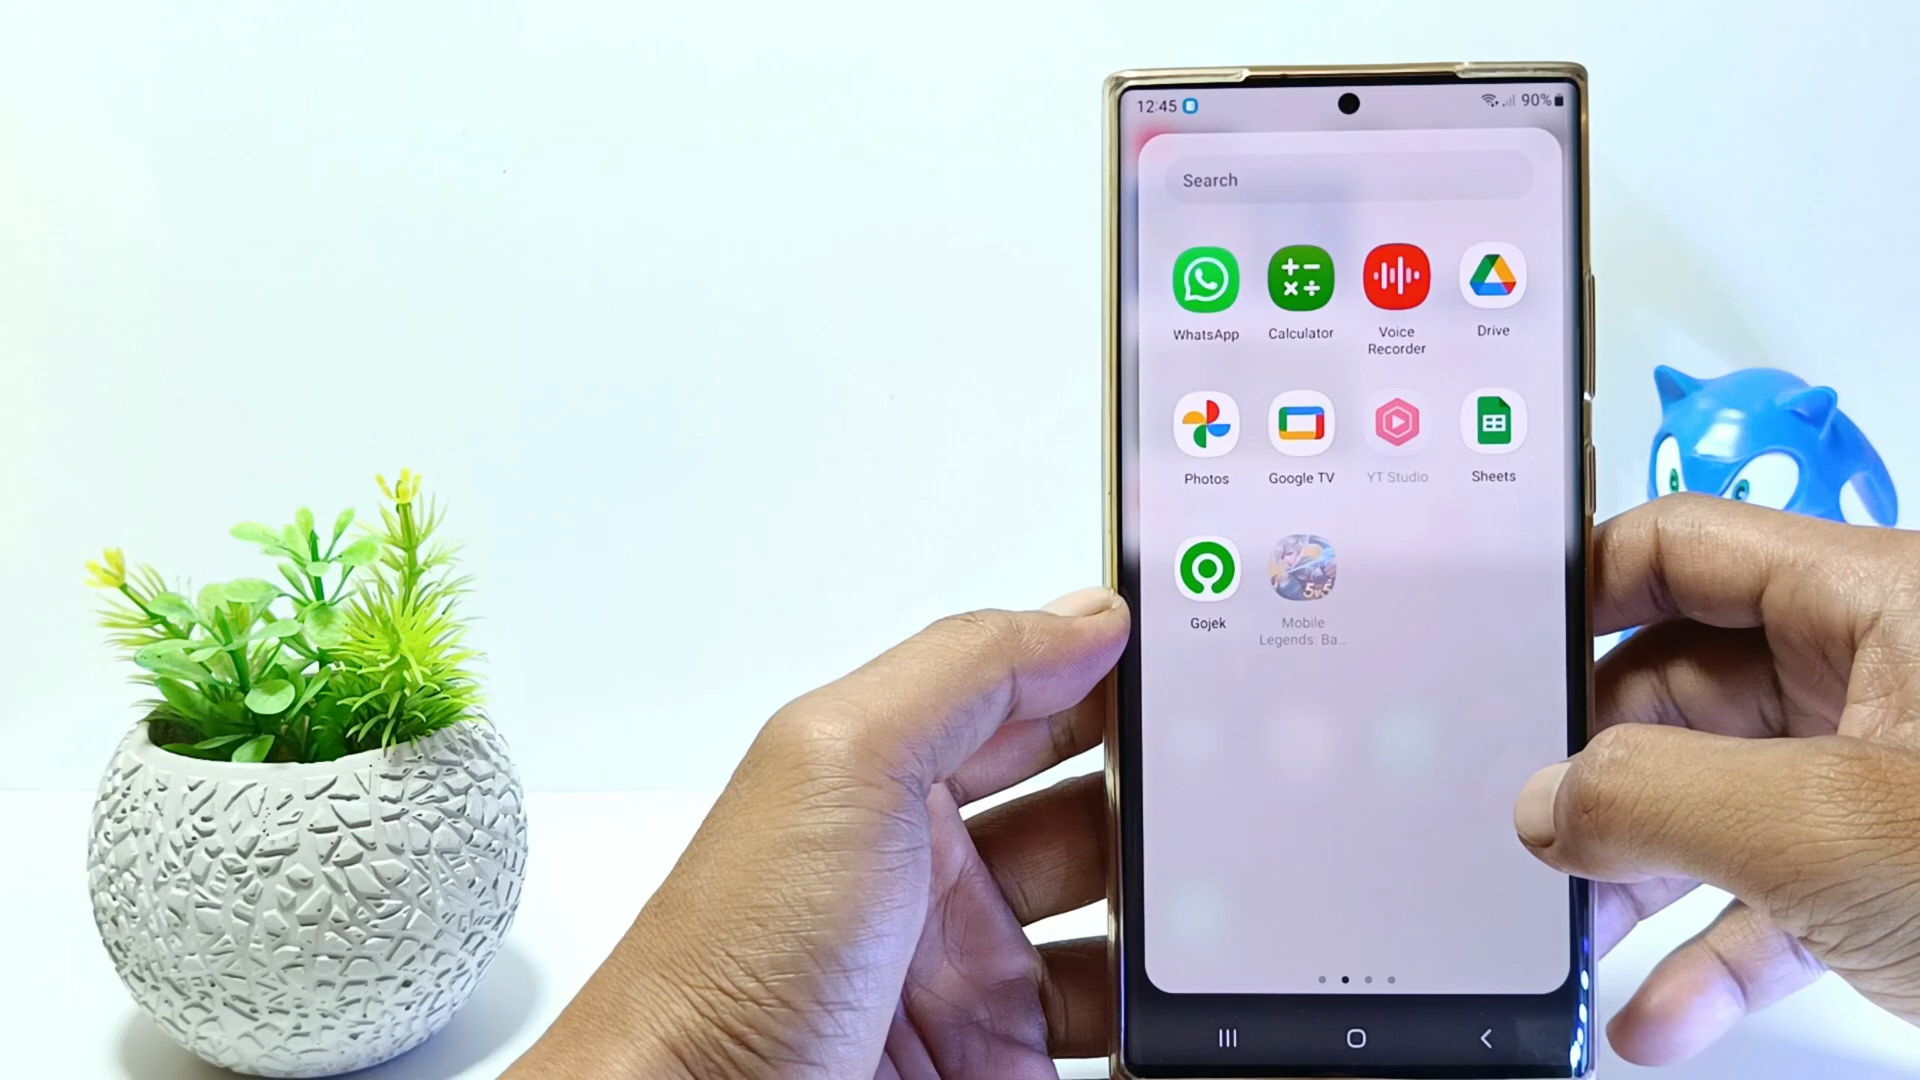 12:45
90%
Search
WhatsApp
Calculator
Voice
Recorder
Drive
Photos
Google TV
YT Studio
Sheets
Gojek
5v5
Mobile
Legends: Ba...